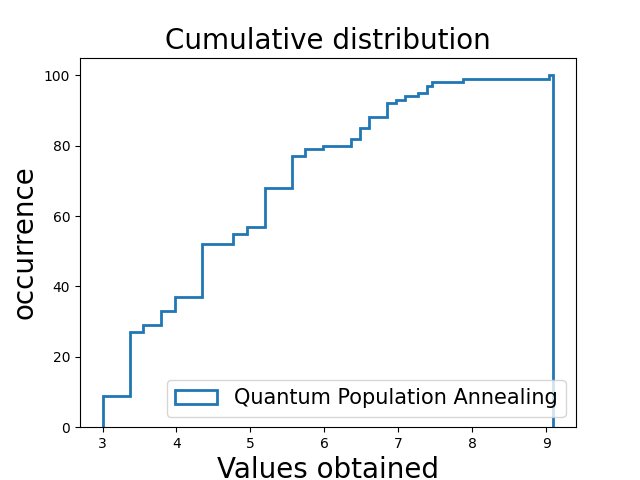 Cumulative distribution
100
80
60
40
20
0
occurrence
Quantum Population Annealing
3 4 5 6 7 8 9
Values obtained